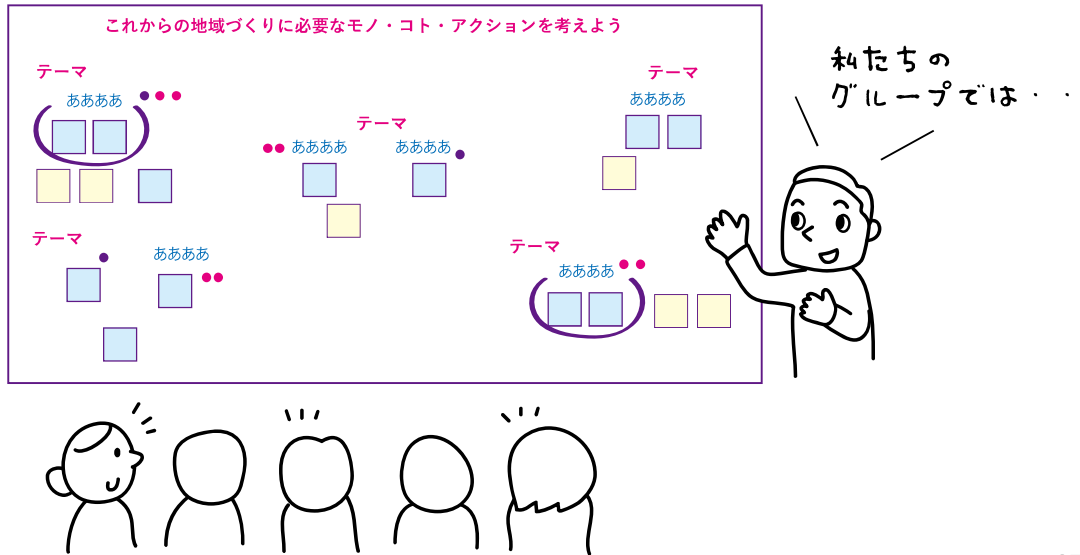 これからの地域づくりに必要なモノ・コト・アクションを考えよう
テーマ
ああああ
テーマ
ああああ
ああああ
テーマ
ああああ
テーマ
ああああ
テーマ
ああああ
私たちの
グループでは・・